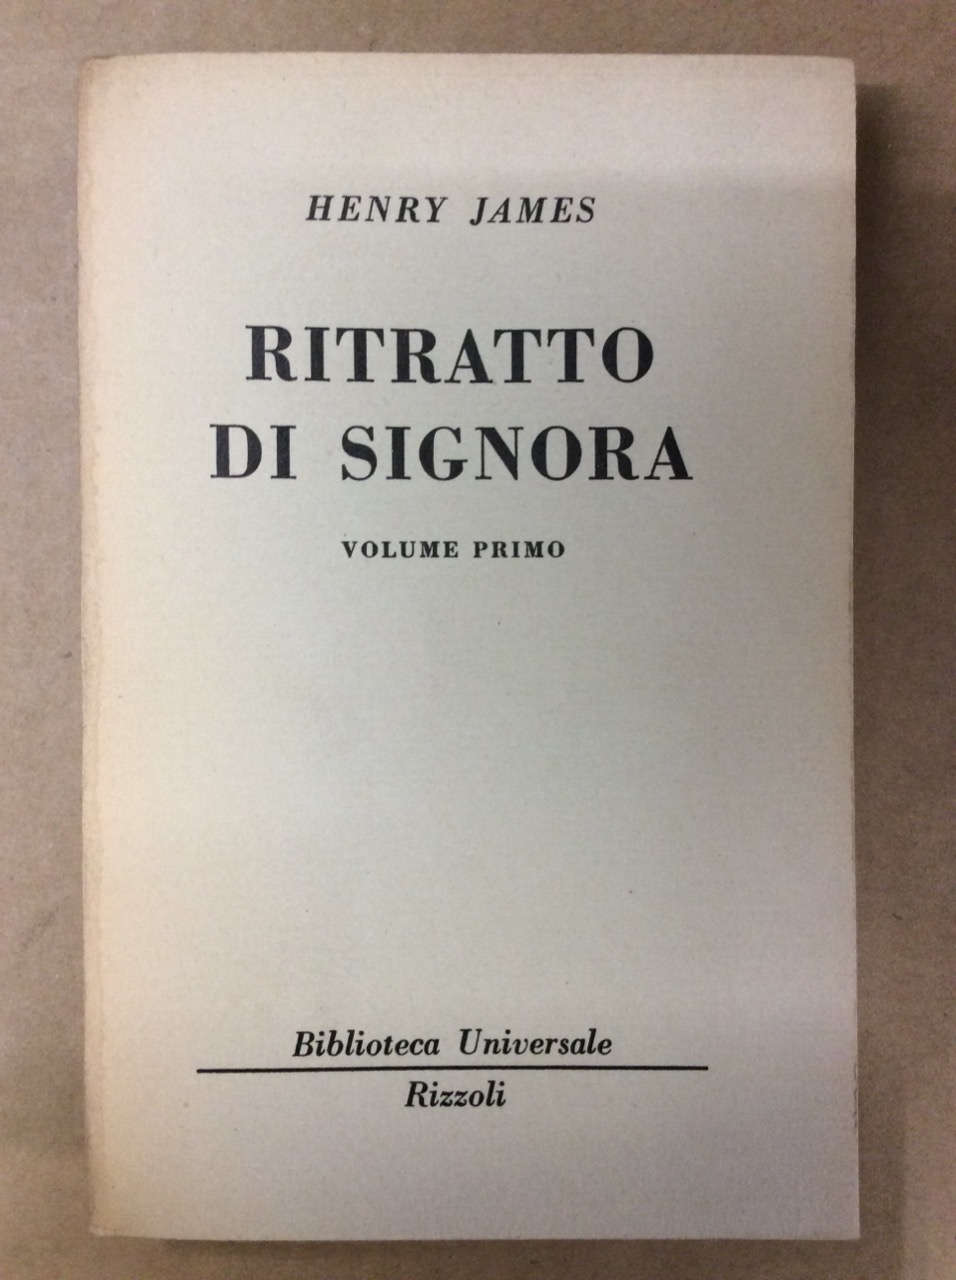 HENRY JAMES
RITRATTO
DI SIGNORA
VOLUME PRIMO
Biblioteca Universale
Rizzoli